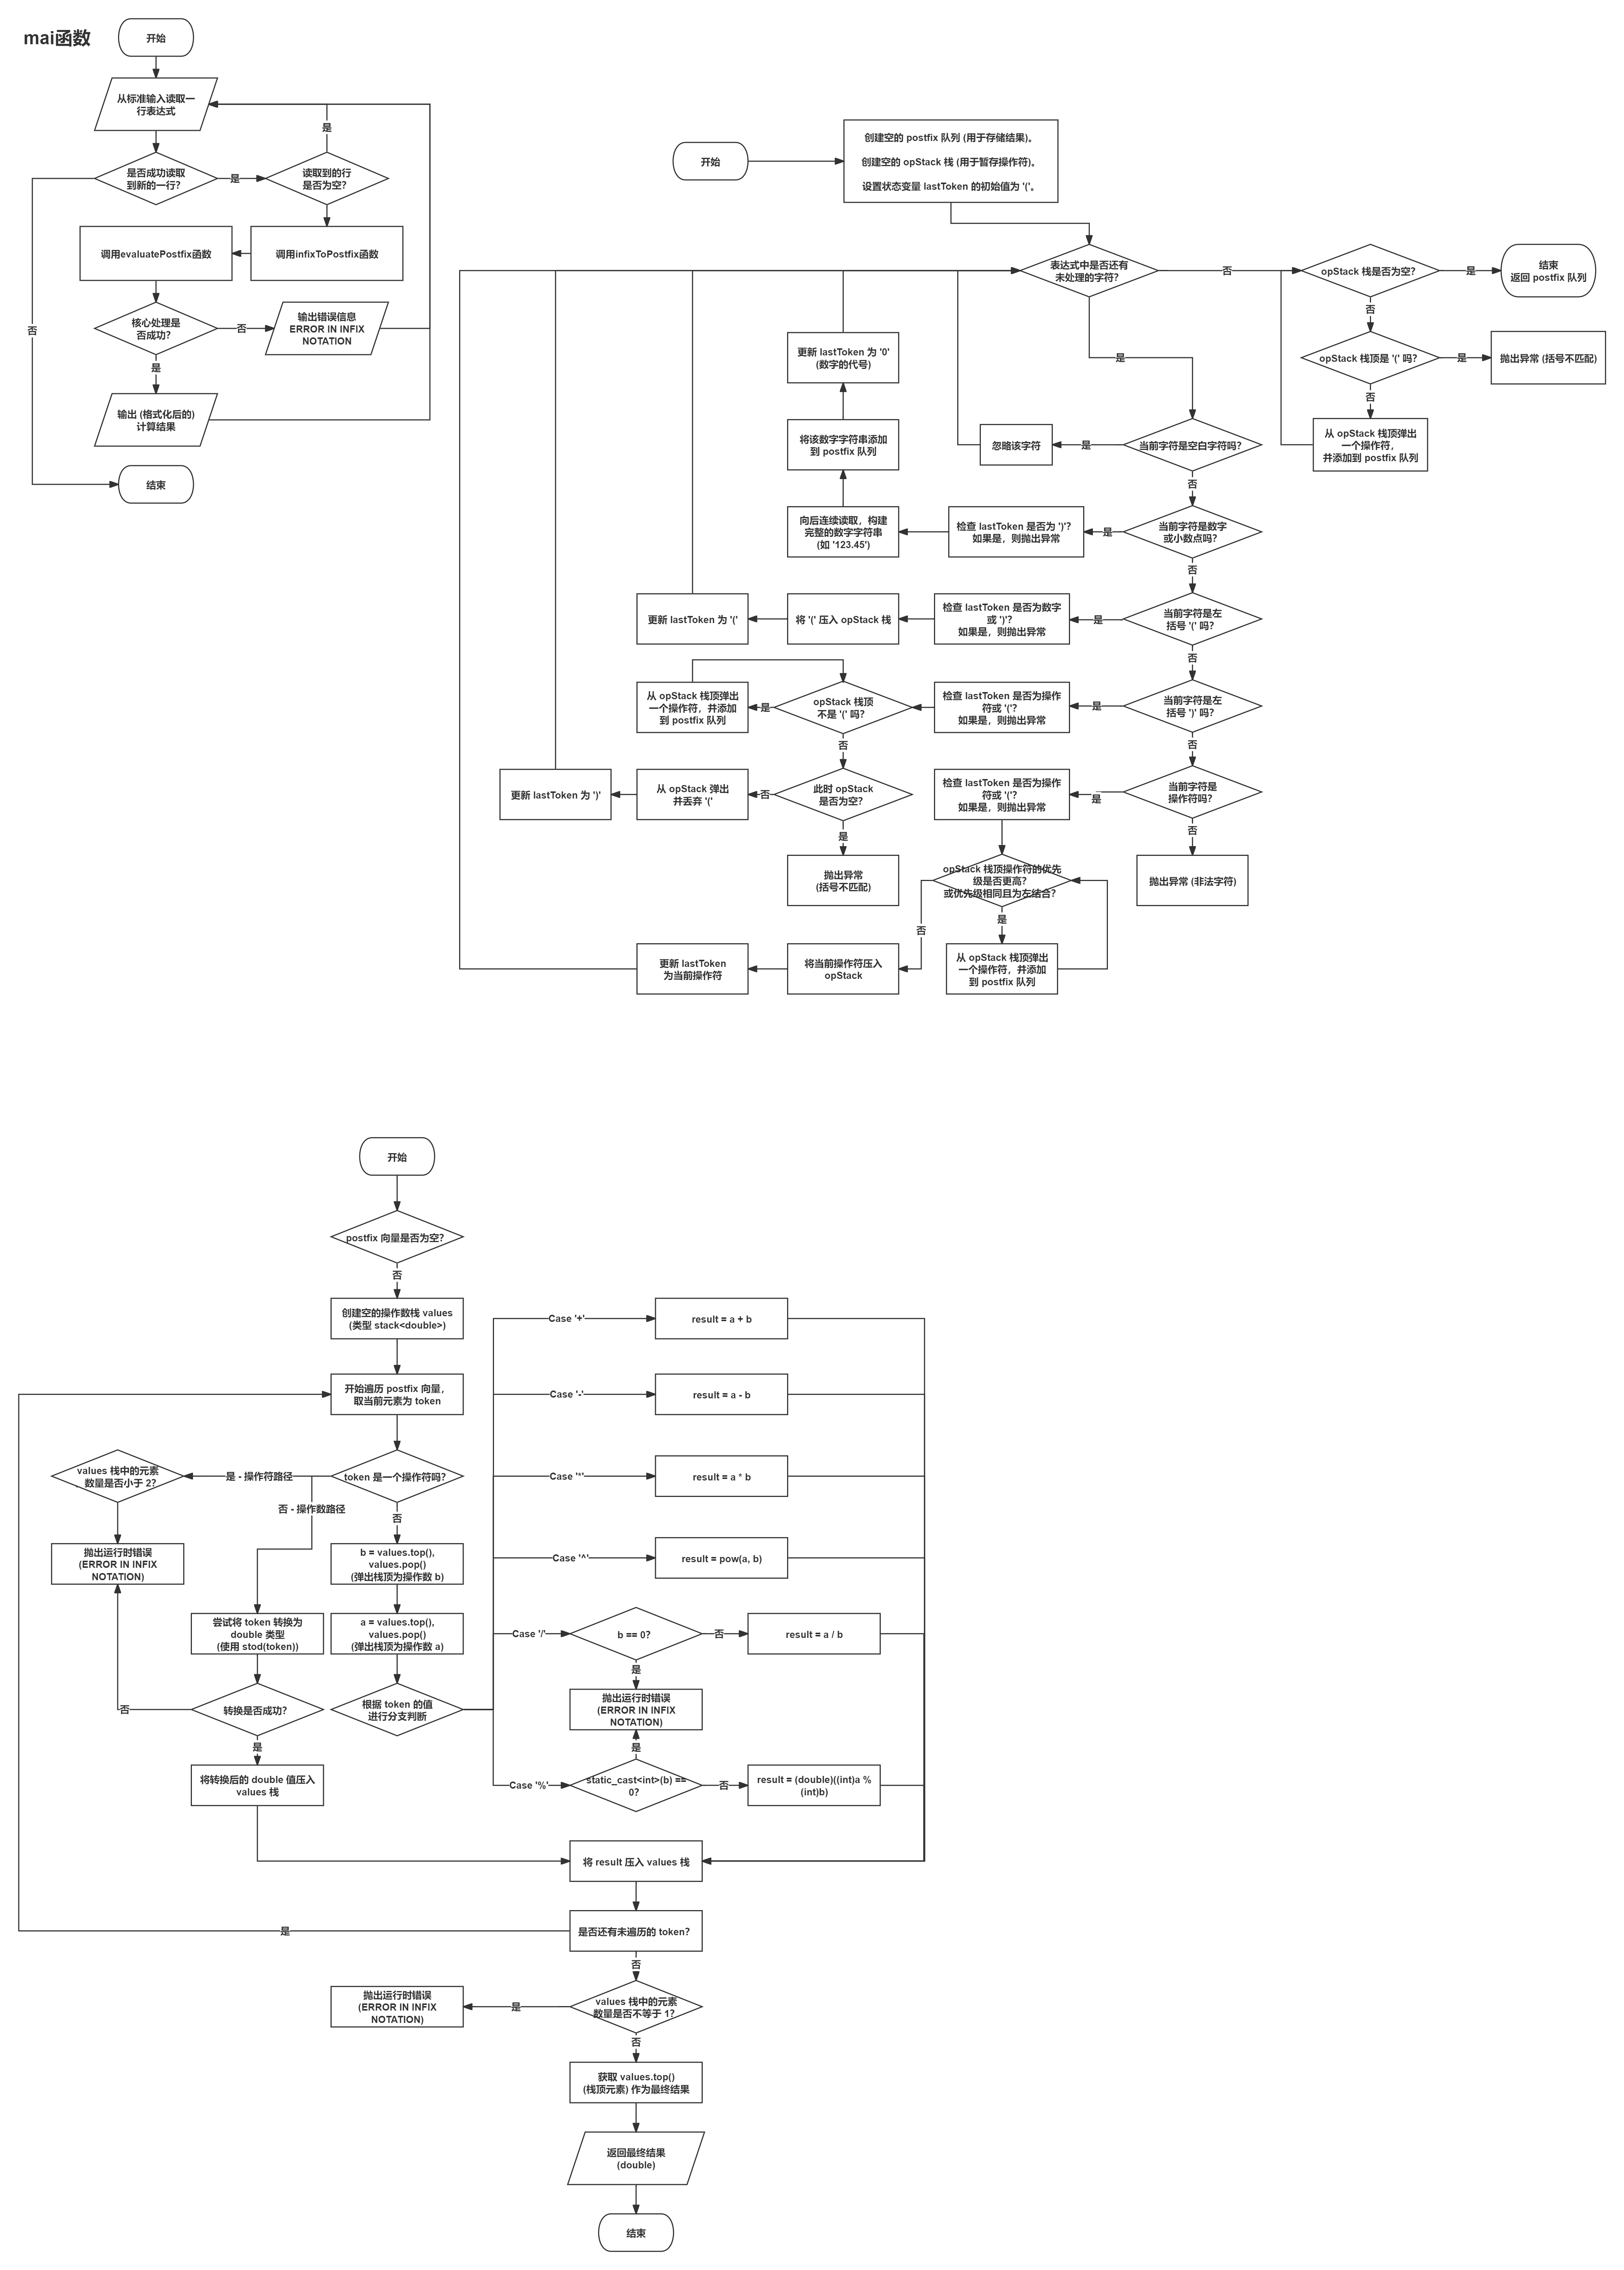 mai函数
开始
从标准输入读取一
行表达式
是否成功读取
到新的一行?
是
读取到的行
是否为空?
是
调用evaluatePostfix函数
调用infixToPostfix函数
否
核心处理是
否成功?
否
输出错误信息
ERROR IN INFIX
NOTATION
是
输出 (格式化后的)
计算结果
结束
开始
创建空的 postfix 队列 (用于存储结果)。
创建空的 opStack 栈 (用于暂存操作符)。
设置状态变量 lastToken 的初始值为 '('。
表达式中是否还有
未处理的字符?
否
opStack 栈是否为空?
是
结束
返回 postfix 队列
否
opStack 栈顶是 '(' 吗?
是
抛出异常 (括号不匹配)
否
从 opStack 栈顶弹出
一个操作符,
并添加到 postfix 队列
是
当前字符是空白字符吗?
是
忽略该字符
否
当前字符是数字
或小数点吗?
是
检查 lastToken 是否为 ')'?
如果是，则抛出异常
向后连续读取，构建
完整的数字字符串
(如 '123.45')
将该数字字符串添加
到 postfix 队列
更新 lastToken 为 '0'
(数字的代号)
否
当前字符是左
括号 '(' 吗?
是
检查 lastToken 是否为数字
或 ')'?
如果是，则抛出异常
将 '(' 压入 opStack 栈
更新 lastToken 为 '('
否
当前字符是左
括号 ')' 吗?
是
检查 lastToken 是否为操作
符或 '('?
如果是，则抛出异常
opStack 栈顶
不是 '(' 吗?
是
从 opStack 栈顶弹出
一个操作符，并添加
到 postfix 队列
否
此时 opStack
是否为空?
否
从 opStack 弹出
并丢弃 '('
更新 lastToken 为 ')'
是
抛出异常
(括号不匹配)
否
当前字符是
操作符吗?
是
检查 lastToken 是否为操作
符或 '('?
如果是，则抛出异常
否
抛出异常 (非法字符)
opStack 栈顶操作符的优先
级是否更高?
或优先级相同且为左结合?
是
从 opStack 栈顶弹出
一个操作符，并添加
到 postfix 队列
否
将当前操作符压入
opStack
更新 lastToken
为当前操作符
开始
postfix 向量是否为空?
否
创建空的操作数栈 values
(类型 stack<double>)
开始遍历 postfix 向量，
取当前元素为 token
token 是一个操作符吗?
是 - 操作符路径
values 栈中的元素
数量是否小于 2?
抛出运行时错误
(ERROR IN INFIX
NOTATION)
否 - 操作数路径
尝试将 token 转换为
double 类型
(使用 stod(token))
转换是否成功?
否
是
将转换后的 double 值压入
values 栈
否
b = values.top(),
values.pop()
(弹出栈顶为操作数 b)
a = values.top(),
values.pop()
(弹出栈顶为操作数 a)
根据 token 的值
进行分支判断
Case '+'
result = a + b
Case '-'
result = a - b
Case '*'
result = a * b
Case '^'
result = pow(a, b)
Case '/'
b == 0?
否
result = a / b
是
抛出运行时错误
(ERROR IN INFIX
NOTATION)
是
Case '%'
static_cast<int>(b) ==
0?
否
result = (double)((int)a %
(int)b)
将 result 压入 values 栈
是否还有未遍历的 token?
是
否
values 栈中的元素
数量是否不等于 1?
是
抛出运行时错误
(ERROR IN INFIX
NOTATION)
否
获取 values.top()
(栈顶元素) 作为最终结果
返回最终结果
(double)
结束